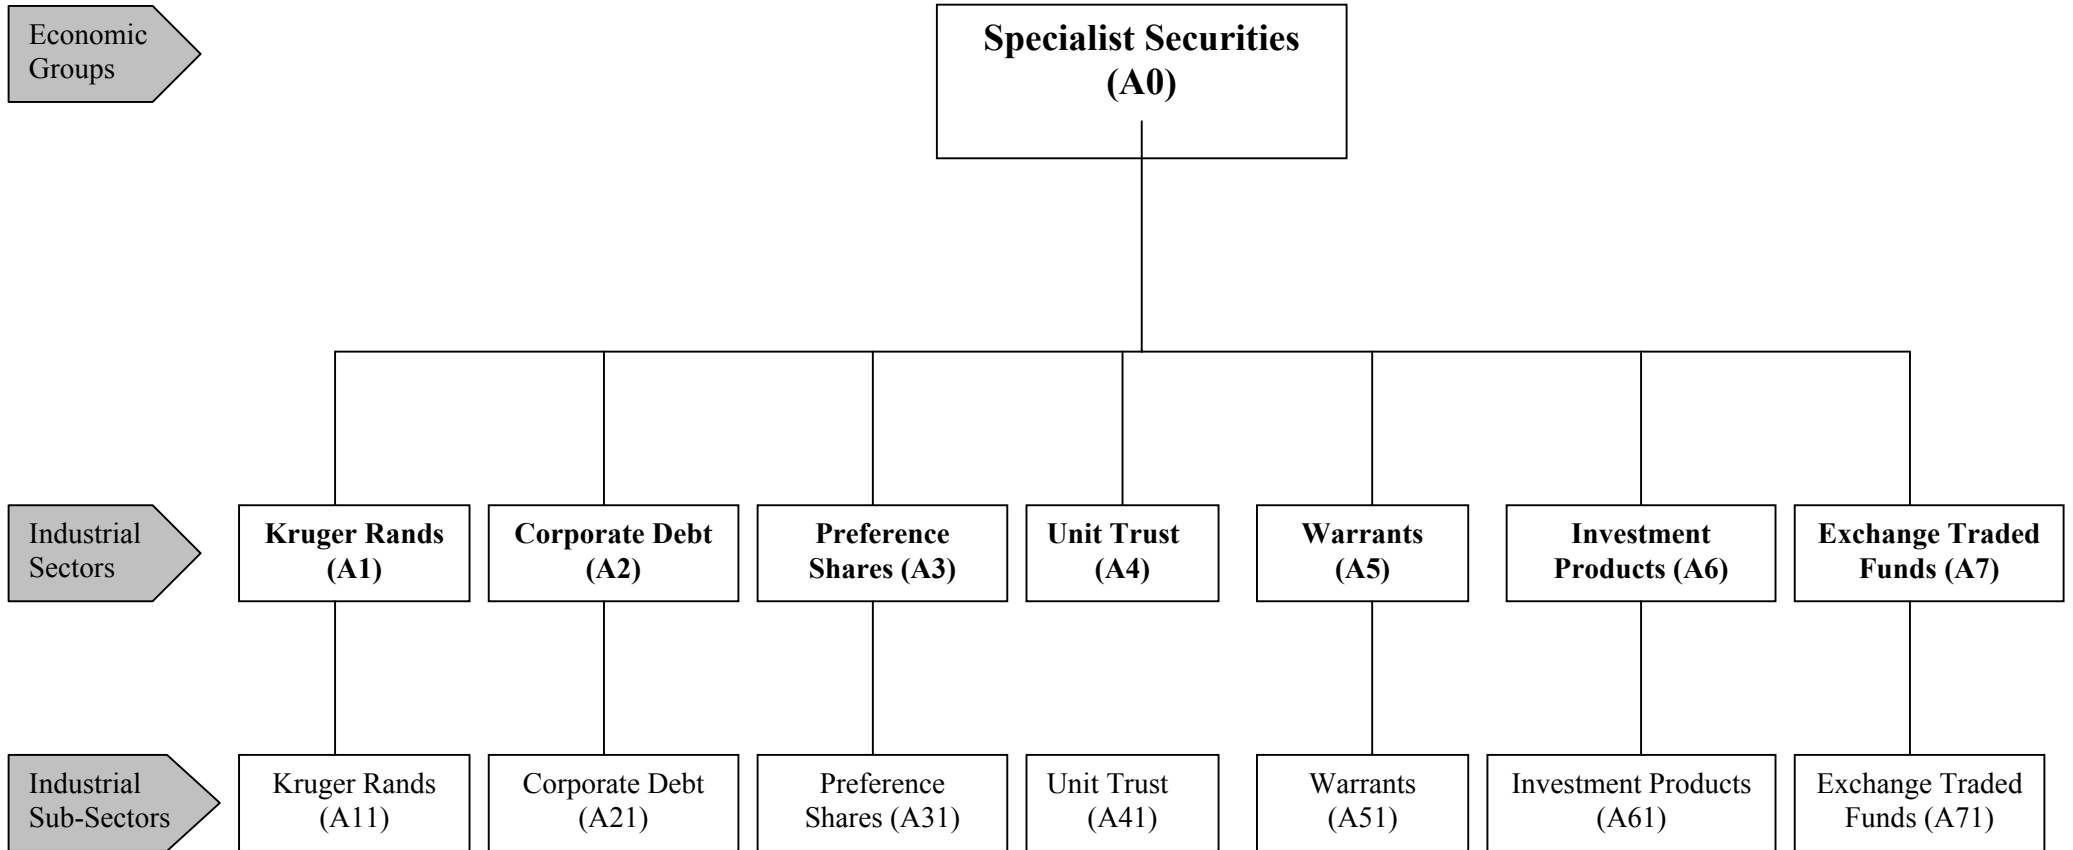 Economic
Groups
Specialist Securities
(A0)
Industrial
Sectors
Kruger Rands
(A1)
Corporate Debt
(A2)
Preference
Shares (A3)
Unit Trust
(A4)
Warrants
(A5)
Investment
Products (A6)
Exchange Traded
Funds (A7)
Industrial
Sub-Sectors
Kruger Rands
(A11)
Corporate Debt
(A21)
Preference
Shares (A31)
Unit Trust
(A41)
Warrants
(A51)
Investment Products
(A61)
Exchange Traded
Funds (A71)